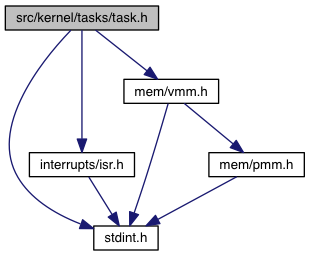 src/kernel/tasks/task.h
mem/vmm.h
interrupts/isr.h
mem/pmm.h
stdint.h